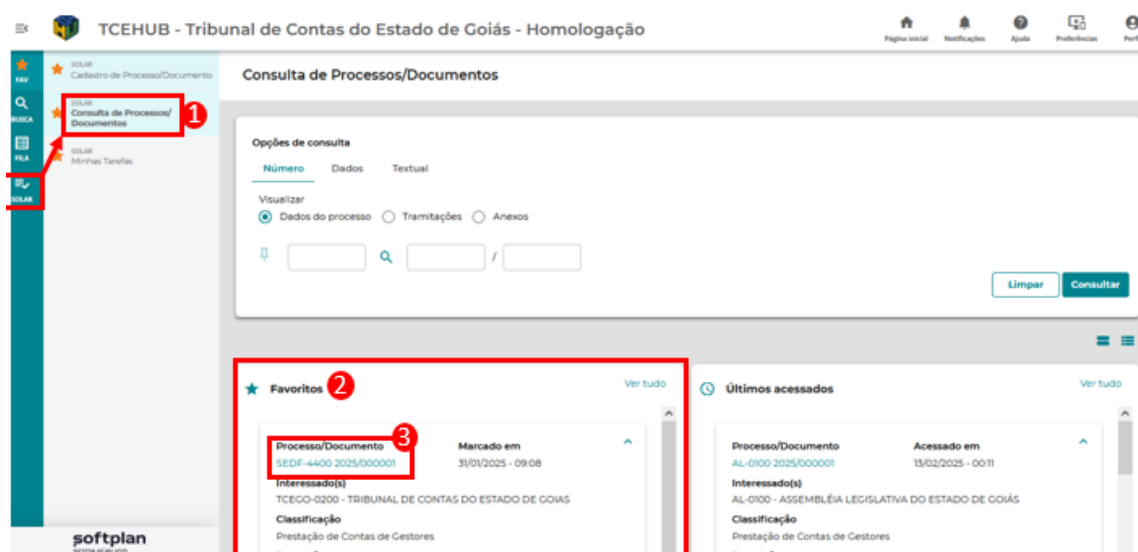 TCEHUB - Tribunal de Contas do Estado de Goiás - Homologação
Página inicial
Notificações
Ajuda
Preferências
Perf
FAV
BUSCA
FILA
SOLAR
SOLAR
Cadastro de Processo/Documento
SOLAR
Consulta de Processos/
Documentos
1
SOLAR
Minhas Tarefas
Consulta de Processos/Documentos
Opções de consulta
Número Dados Textual
Visualizar
Dados do processo Tramitações Anexos
/
Limpar Consultar
Favoritos 2 Ver tudo
Processo/Documento 3 Marcado em
SEDF-4400 2025/000001 31/01/2025 - 09:08
Interessado(s)
TCEGO-0200 - TRIBUNAL DE CONTAS DO ESTADO DE GOIAS
Classificação
Prestação de Contas de Gestores
Últimos acessados Ver tudo
Processo/Documento Acessado em
AL-0100 2025/000001 13/02/2025 - 00:11
Interessado(s)
AL-0100 - ASSEMBLÉIA LEGISLATIVA DO ESTADO DE GOIÁS
Classificação
Prestação de Contas de Gestores
softplan